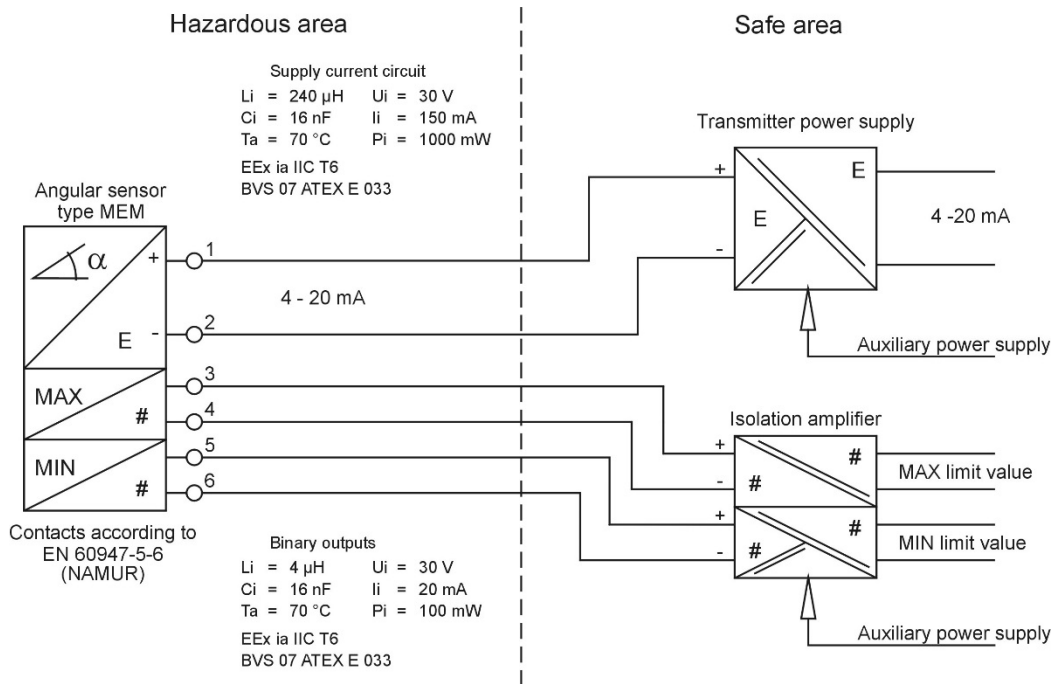 Hazardous area
Safe area
Supply current circuit
Li = 240 µH Ui = 30 V
Ci = 16 nF Ii = 150 mA
Ta = 70 °C Pi = 1000 mW
EEx ia IIC T6
BVS 07 ATEX E 033
Transmitter power supply
Angular sensor
type MEM
α
+
-
E
1
2
4 - 20 mA
+
-
E
E
4 -20 mA
Auxiliary power supply
MAX
#
MIN
#
3
4
5
6
Isolation amplifier
+
-
#
#
MAX limit value
+
-
#
#
MIN limit value
Auxiliary power supply
Contacts according to
EN 60947-5-6
(NAMUR)
Binary outputs
Li = 4 µH Ui = 30 V
Ci = 16 nF Ii = 20 mA
Ta = 70 °C Pi = 100 mW
EEx ia IIC T6
BVS 07 ATEX E 033